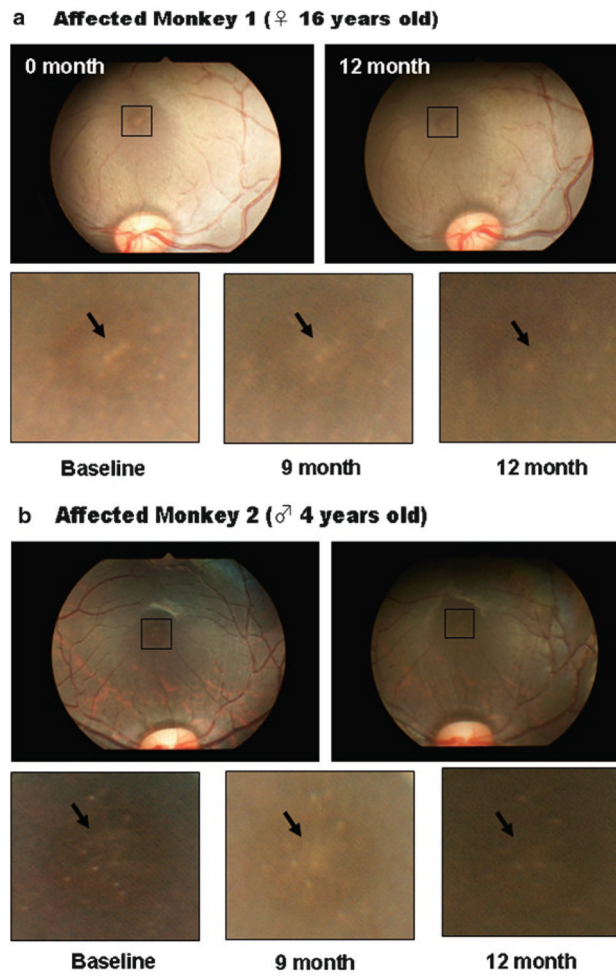 a Affected Monkey 1 (♀ 16 years old)
0 month
12 month
Baseline
9 month
12 month
b Affected Monkey 2 (♂ 4 years old)
Baseline
9 month
12 month